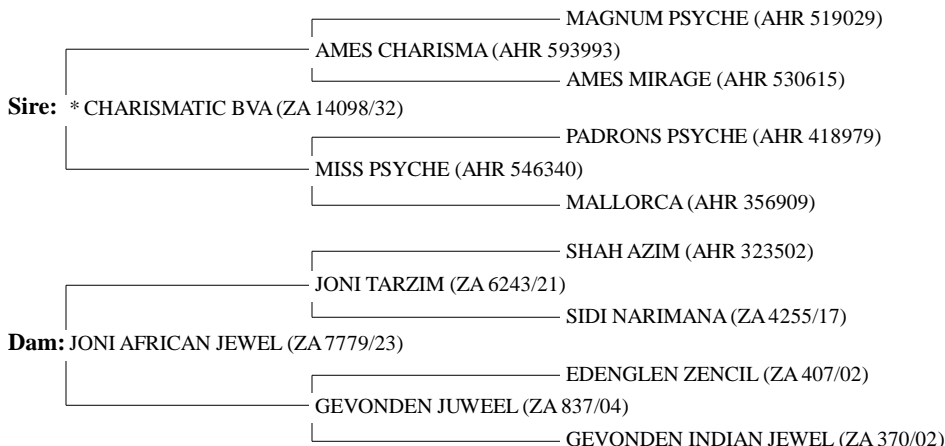 MAGNUM PSYCHE (AHR 519029)
AMES CHARISMA (AHR 593993)
AMES MIRAGE (AHR 530615)
Sire: * CHARISMATIC BVA (ZA 14098/32)
PADRONS PSYCHE (AHR 418979)
MISS PSYCHE (AHR 546340)
MALLORCA (AHR 356909)
SHAH AZIM (AHR 323502)
JONI TARZIM (ZA 6243/21)
SIDI NARIMANA (ZA 4255/17)
Dam: JONI AFRICAN JEWEL (ZA 7779/23)
EDENGLEN ZENCIL (ZA 407/02)
GEVONDEN JUWEEL (ZA 837/04)
GEVONDEN INDIAN JEWEL (ZA 370/02)